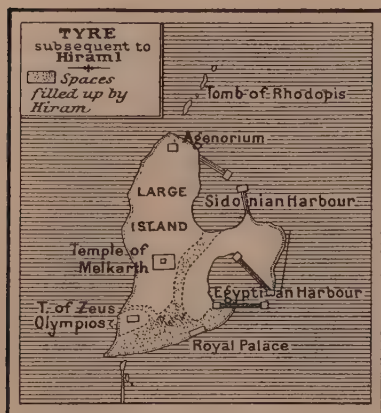 TYRE
subsequent to
Hiram I
Spaces
filled up by
Hiram
Tomb of Rhodopis
Agenorium
LARGE
ISLAND
Sidonian Harbour
Temple of
Melkarth
Egyptian Harbour
T. of Zeus
Olympios
Royal Palace